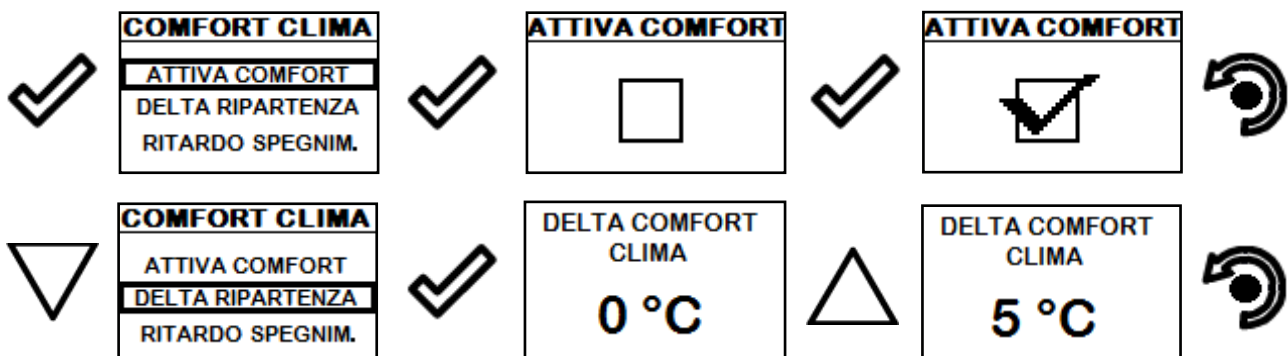 COMFORT CLIMA
ATTIVA COMFORT
DELTA RIPARTENZA
RITARDO SPEGNIM.
ATTIVA COMFORT
ATTIVA COMFORT
COMFORT CLIMA
ATTIVA COMFORT
DELTA RIPARTENZA
RITARDO SPEGNIM.
DELTA COMFORT
CLIMA
0 °C
DELTA COMFORT
CLIMA
5 °C